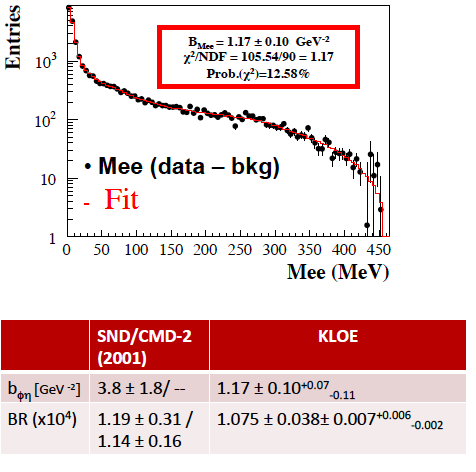 Entries
10³
10²
10
1
B_Mee = 1.17 ± 0.10 GeV⁻²
χ²/NDF = 105.54/90 = 1.17
Prob.(χ²)=12.58%
• Mee (data – bkg)
- Fit
0 50 100 150 200 250 300 350 400 450
Mee (MeV)
SND/CMD-2 (2001) KLOE
b_ϕη [GeV ⁻²] 3.8 ± 1.8/ -- 1.17 ± 0.10⁺⁰·⁰⁷₋₀.₁₁
BR (x10⁴) 1.19 ± 0.31 / 1.075 ± 0.038± 0.007⁺⁰·⁰⁰⁶₋₀.₀₀₂
1.14 ± 0.16